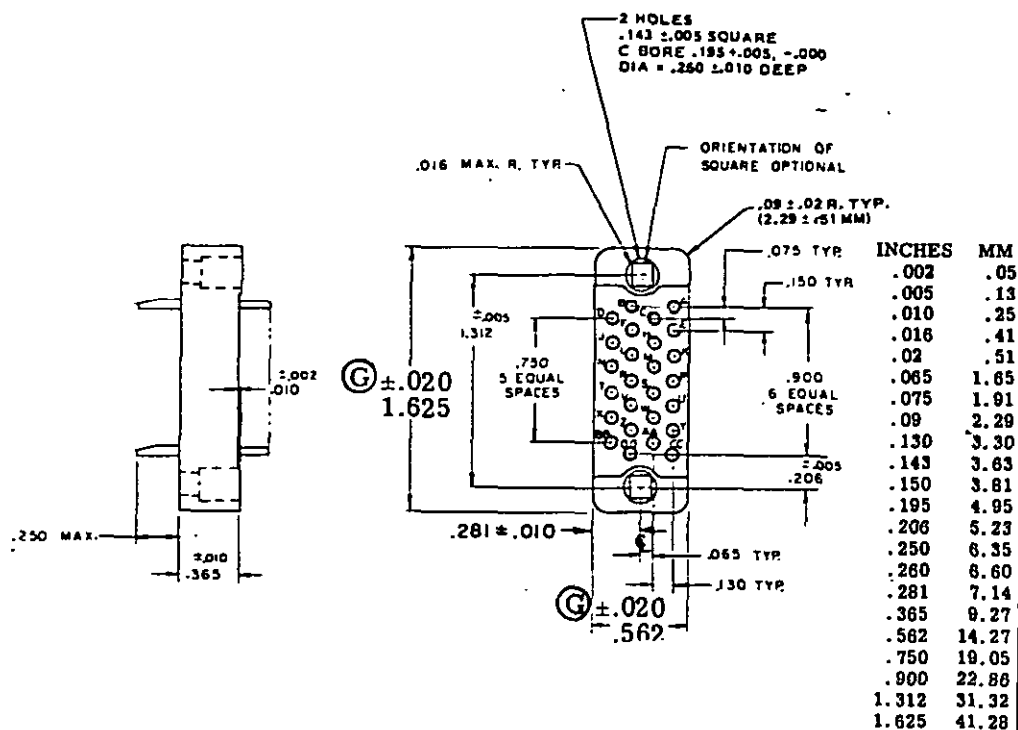 2 HOLES
.143 ±.005 SQUARE
C BORE .195 +.005, -.000
DIA = .260 ±.010 DEEP
ORIENTATION OF
SQUARE OPTIONAL
.016 MAX. R. TYP.
.09 ±.02 R. TYP.
(2.29 ± .51 MM)
.075 TYP.
.150 TYP.
±.005
1.312
.750
5 EQUAL
SPACES
.900
6 EQUAL
SPACES
G ±.020
1.625
±.002
.010
±.005
.206
.250 MAX.
±.010
.365
.281 ±.010
.065 TYP.
.130 TYP.
G ±.020
.562
D
J
T
X
Z
AA
CC
INCHES MM
.002 .05
.005 .13
.010 .25
.016 .41
.02 .51
.065 1.65
.075 1.91
.09 2.29
.130 3.30
.143 3.63
.150 3.81
.195 4.95
.206 5.23
.250 6.35
.260 6.60
.281 7.14
.365 9.27
.562 14.27
.750 19.05
.900 22.86
1.312 31.32
1.625 41.28